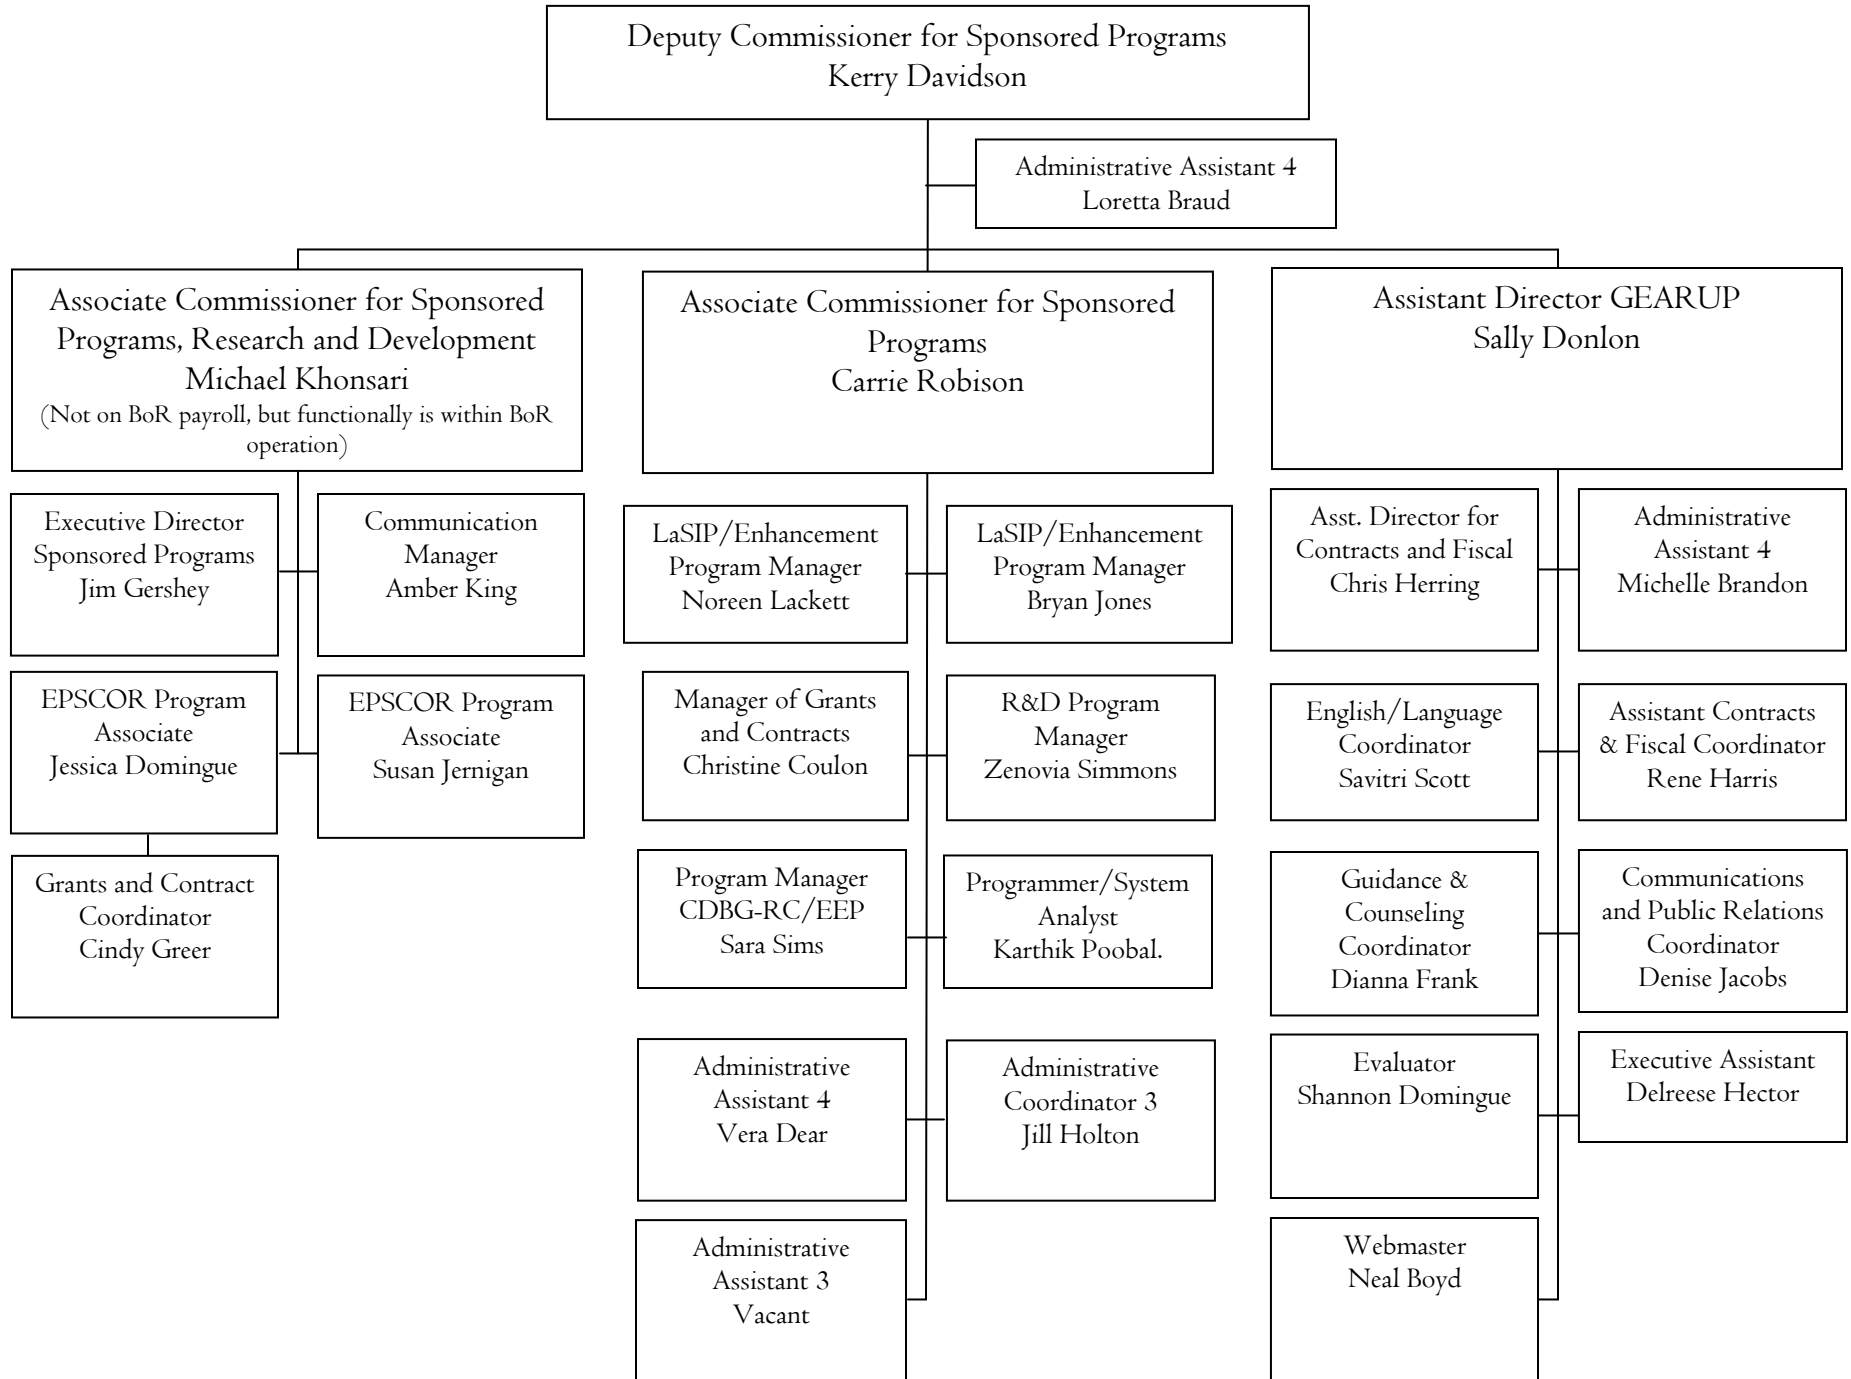 Deputy Commissioner for Sponsored Programs
Kerry Davidson
Administrative Assistant 4
Loretta Braud
Associate Commissioner for Sponsored
Programs, Research and Development
Michael Khonsari
(Not on BoR payroll, but functionally is within BoR
operation)
Associate Commissioner for Sponsored
Programs
Carrie Robison
Assistant Director GEARUP
Sally Donlon
Executive Director
Sponsored Programs
Jim Gershey
Communication
Manager
Amber King
EPSCOR Program
Associate
Jessica Domingue
EPSCOR Program
Associate
Susan Jernigan
Grants and Contract
Coordinator
Cindy Greer
LaSIP/Enhancement
Program Manager
Noreen Lackett
LaSIP/Enhancement
Program Manager
Bryan Jones
Manager of Grants
and Contracts
Christine Coulon
R&D Program
Manager
Zenovia Simmons
Program Manager
CDBG-RC/EEP
Sara Sims
Programmer/System
Analyst
Karthik Poobal.
Administrative
Assistant 4
Vera Dear
Administrative
Coordinator 3
Jill Holton
Administrative
Assistant 3
Vacant
Asst. Director for
Contracts and Fiscal
Chris Herring
Administrative
Assistant 4
Michelle Brandon
English/Language
Coordinator
Savitri Scott
Assistant Contracts
& Fiscal Coordinator
Rene Harris
Guidance &
Counseling
Coordinator
Dianna Frank
Communications
and Public Relations
Coordinator
Denise Jacobs
Evaluator
Shannon Domingue
Executive Assistant
Delreese Hector
Webmaster
Neal Boyd